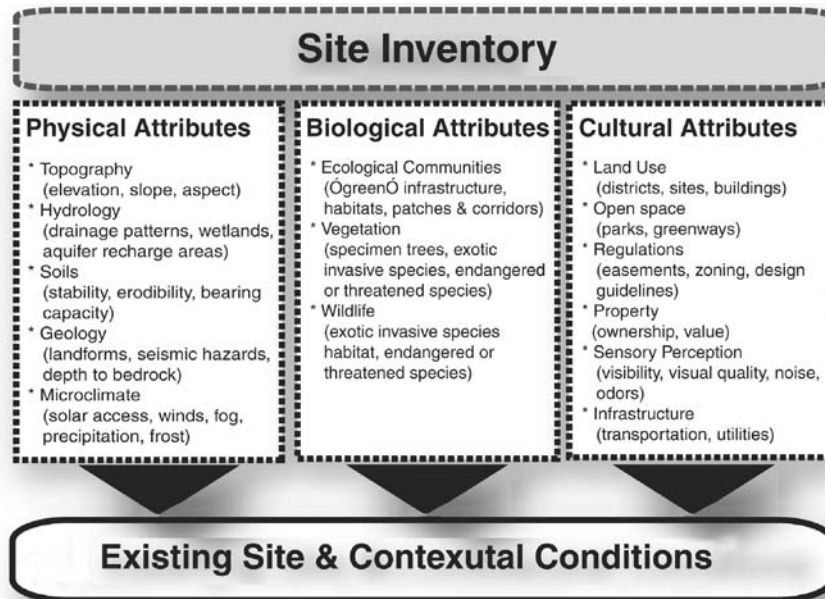 Site Inventory
Physical Attributes
* Topography
(elevation, slope, aspect)
* Hydrology
(drainage patterns, wetlands,
aquifer recharge areas)
* Soils
(stability, erodibility, bearing
capacity)
* Geology
(landforms, seismic hazards,
depth to bedrock)
* Microclimate
(solar access, winds, fog,
precipitation, frost)
Biological Attributes
* Ecological Communities
(ÓgreenÓ infrastructure,
habitats, patches & corridors)
* Vegetation
(specimen trees, exotic
invasive species, endangered
or threatened species)
* Wildlife
(exotic invasive species
habitat, endangered or
threatened species)
Cultural Attributes
* Land Use
(districts, sites, buildings)
* Open space
(parks, greenways)
* Regulations
(easements, zoning, design
guidelines)
* Property
(ownership, value)
* Sensory Perception
(visibility, visual quality, noise,
odors)
* Infrastructure
(transportation, utilities)
Existing Site & Contexutal Conditions